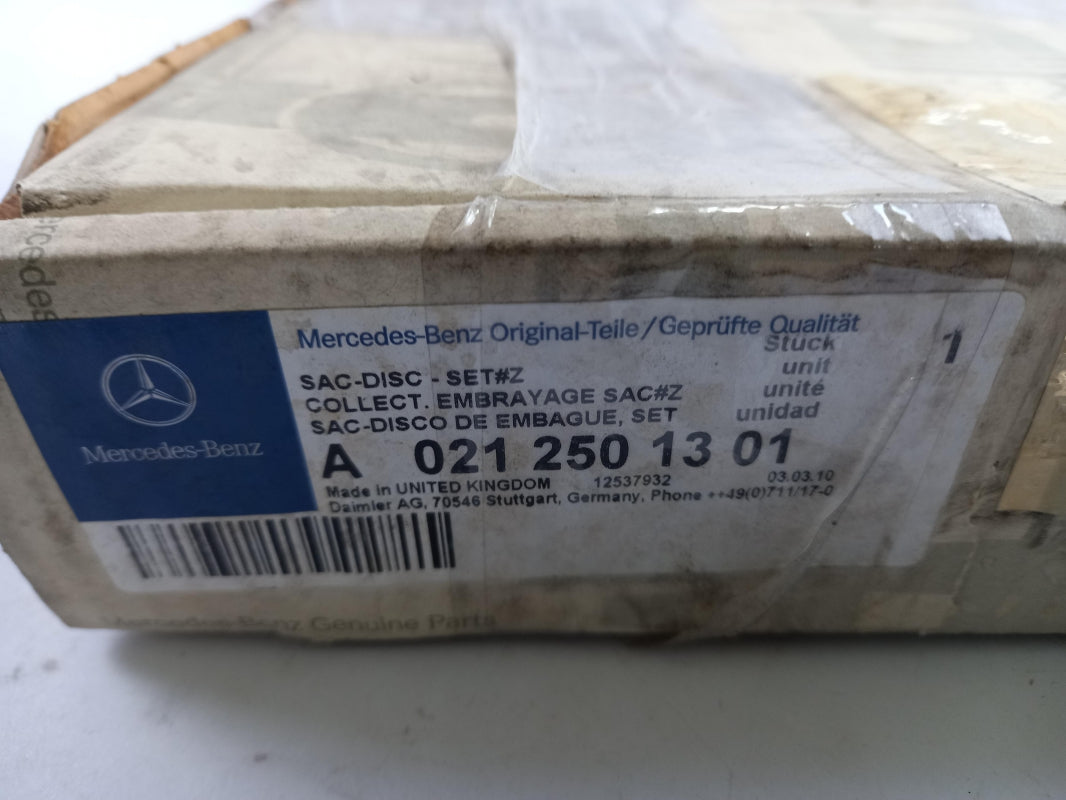 rcedes
Mercedes-Benz
Mercedes-Benz Original-Teile/Geprüfte Qualität
Stück 1
unit
unité
unidad
SAC-DISC - SET#Z
COLLECT. EMBRAYAGE SAC#Z
SAC-DISCO DE EMBAGUE, SET
A 021 250 13 01
Made in UNITED KINGDOM 12537932 03.03.10
Daimler AG, 70546 Stuttgart, Germany, Phone ++49(0)711/17-0
Mercedes-Benz Genuine Parts